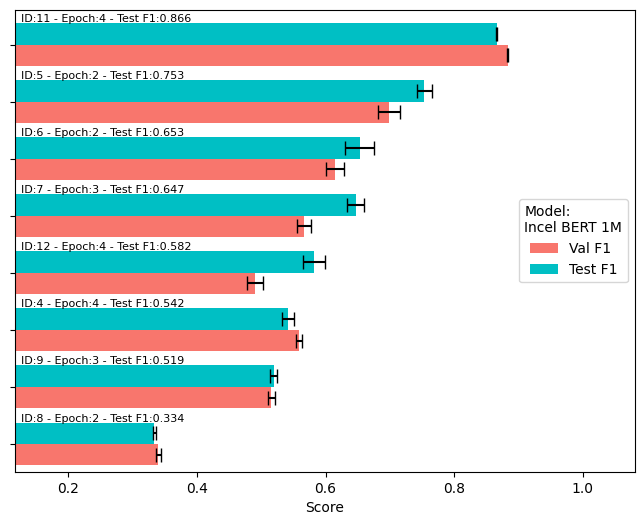 ID:11 - Epoch:4 - Test F1:0.866
ID:5 - Epoch:2 - Test F1:0.753
ID:6 - Epoch:2 - Test F1:0.653
ID:7 - Epoch:3 - Test F1:0.647
ID:12 - Epoch:4 - Test F1:0.582
ID:4 - Epoch:4 - Test F1:0.542
ID:9 - Epoch:3 - Test F1:0.519
ID:8 - Epoch:2 - Test F1:0.334
Model:
Incel BERT 1M
Val F1
Test F1
0.2 0.4 0.6 0.8 1.0
Score